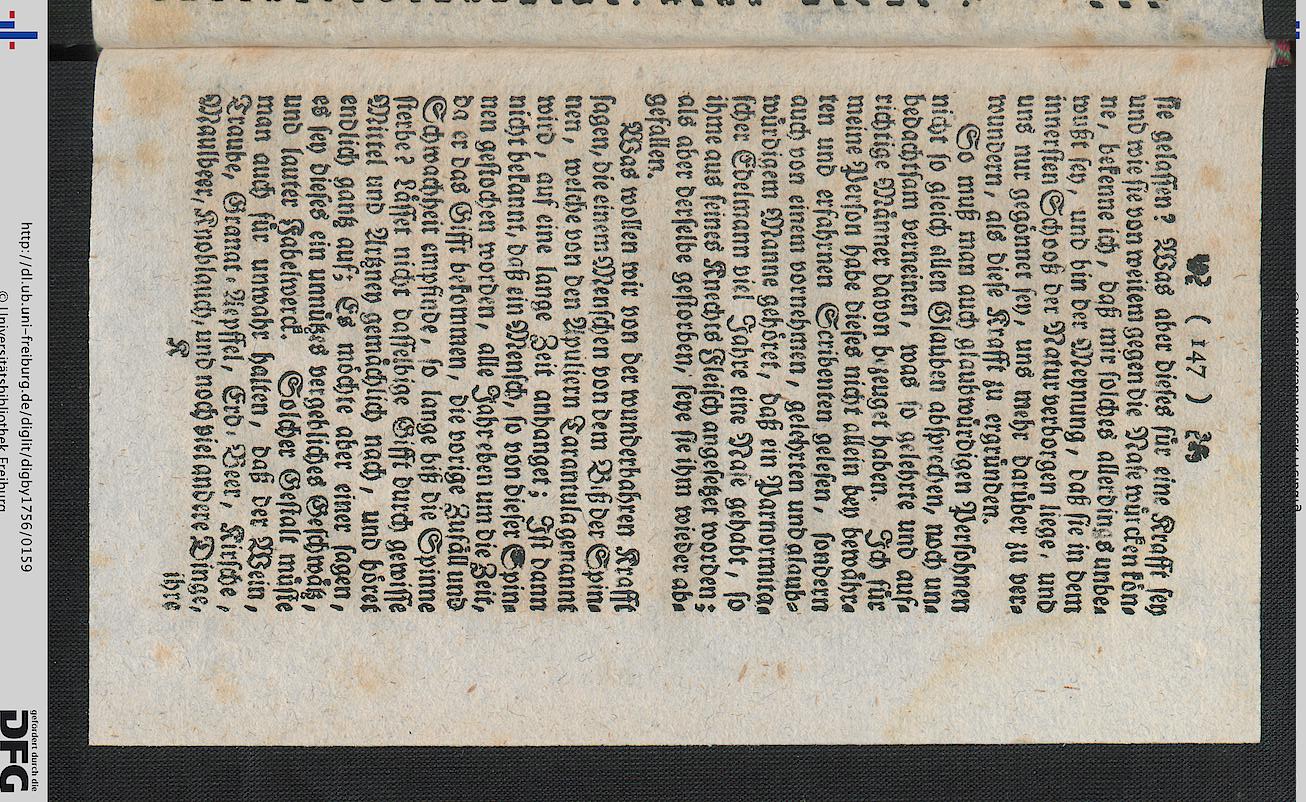 ( 147 )
sie gelassen? Was aber dieses für eine Krafft sey
und wie sie von weitem gegen die Nase würcken kön-
ne, bekenne ich, daß mir solches allerdings unbe-
wußt sey, und bin der Meynung, daß sie in dem
innersten Schooß der Natur verborgen liege, und
uns nur gegönnet sey, uns mehr darüber zu ver-
wundern, als diese Krafft zu ergründen.
So muß man auch glaubwürdigen Persohnen
nicht so gleich allen Glauben absprechen, noch un-
bedachtsam verneinen, was so gelehrte und auf-
richtige Männer davon bezeuget haben. Ich für
meine Person habe dieses nicht allein bey bewähr-
ten und erfahrnen Scribenten gelesen, sondern
auch von einem vornehmen, gelehrten und glaub-
würdigem Manne gehöret, daß ein Parmormita-
scher Edelmann viel Jahre eine Nase gehabt, so
ihme aus seines Knechts Fleisch angesetzet worden;
als aber derselbe gestorben, seye sie ihm wieder ab-
gefallen.
Was wollen wir von der wunderbahren Krafft
sagen, die einem Menschen von dem Biß der Spin-
nen, welche von den Apuliern Tarantula genannt
wird, auf eine lange Zeit anhanget; Ist dann
nicht bekannt, daß ein Mensch, so von dieser Spin-
nen gestochen worden, alle Jahr eben um die Zeit,
da er das Gifft bekommen, die vorige Zufäll und
Schwachheit empfinde, so lange biß die Spinne
sterbe? Lässet nicht dasselbige Gifft durch gewisse
Mittel und Artzney gemächlich nach, und höret
endlich gantz auf; Es möchte aber einer sagen,
es sey dieses ein unnützes vergebliches Geschwätz,
und lauter Fabelwerck. Solcher Gestalt müste
man auch für unwahr halten, daß der Wein,
Traube, Granat-Aepffel, Erd-Beer, Kirsche,
Maulbeer, Knoblauch, und noch viel andere Dinge,
K
ihre
http://dl.ub.uni-freiburg.de/diglit/dlgby1756/0159
© Universitätsbibliothek Freiburg
gefördert durch die
DFG